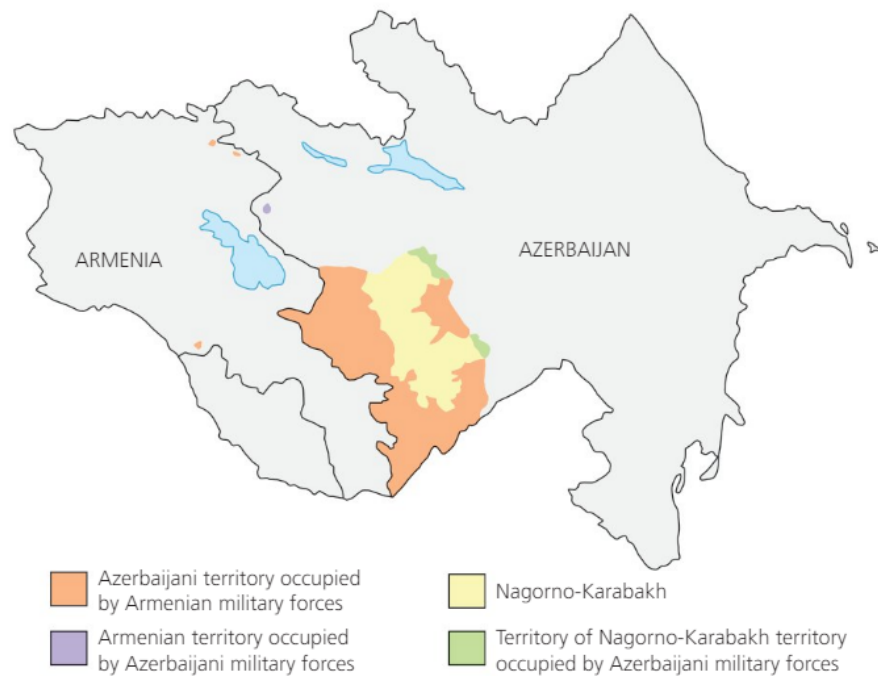 ARMENIA
AZERBAIJAN
Azerbaijani territory occupied
by Armenian military forces
Armenian territory occupied
by Azerbaijani military forces
Nagorno-Karabakh
Territory of Nagorno-Karabakh territory
occupied by Azerbaijani military forces